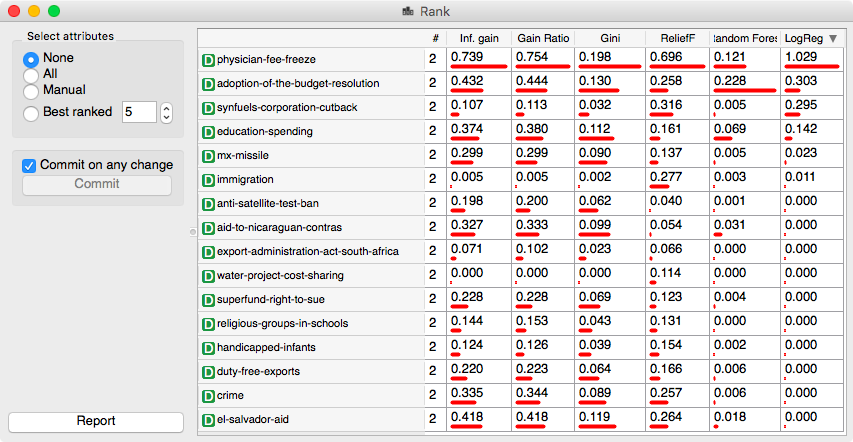 Rank
Select attributes
None
All
Manual
Best ranked 5
Commit on any change
Commit
Report
# Inf. gain Gain Ratio Gini ReliefF andom Fores LogReg
D physician-fee-freeze 2 0.739 0.754 0.198 0.696 0.121 1.029
D adoption-of-the-budget-resolution 2 0.432 0.444 0.130 0.258 0.228 0.303
D synfuels-corporation-cutback 2 0.107 0.113 0.032 0.316 0.005 0.295
D education-spending 2 0.374 0.380 0.112 0.161 0.069 0.142
D mx-missile 2 0.299 0.299 0.090 0.137 0.005 0.023
D immigration 2 0.005 0.005 0.002 0.277 0.003 0.011
D anti-satellite-test-ban 2 0.198 0.200 0.062 0.040 0.001 0.000
D aid-to-nicaraguan-contras 2 0.327 0.333 0.099 0.054 0.031 0.000
D export-administration-act-south-africa 2 0.071 0.102 0.023 0.066 0.000 0.000
D water-project-cost-sharing 2 0.000 0.000 0.000 0.114 0.000 0.000
D superfund-right-to-sue 2 0.228 0.228 0.069 0.123 0.004 0.000
D religious-groups-in-schools 2 0.144 0.153 0.043 0.131 0.000 0.000
D handicapped-infants 2 0.124 0.126 0.039 0.154 0.002 0.000
D duty-free-exports 2 0.220 0.223 0.064 0.166 0.006 0.000
D crime 2 0.335 0.344 0.089 0.257 0.006 0.000
D el-salvador-aid 2 0.418 0.418 0.119 0.264 0.018 0.000